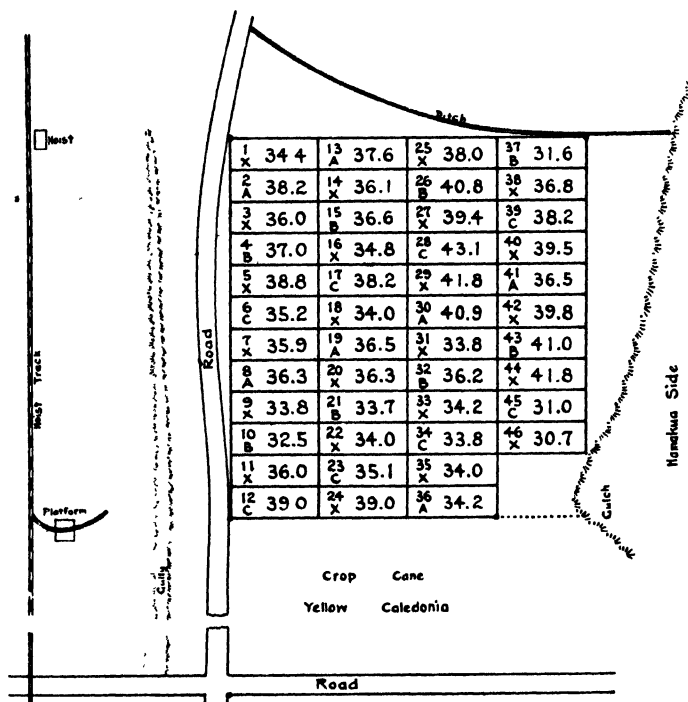 Ditch
Hoist
1 X 34 4 13 A 37.6 25 X 38.0 37 B 31.6
2 A 38.2 14 X 36.1 26 B 40.8 38 X 36.8
3 X 36.0 15 B 36.6 27 X 39.4 39 C 38.2
4 B 37.0 16 X 34.8 28 C 43.1 40 X 39.5
5 X 38.8 17 C 38.2 29 X 41.8 41 A 36.5
6 C 35.2 18 X 34.0 30 A 40.9 42 X 39.8
7 X 35.9 19 A 36.5 31 X 33.8 43 B 41.0
8 A 36.3 20 X 36.3 32 B 36.2 44 X 41.8
9 X 33.8 21 B 33.7 33 X 34.2 45 C 31.0
10 B 32.5 22 X 34.0 34 C 33.8 46 X 30.7
11 X 36.0 23 C 35.1 35 X 34.0
12 C 39 0 24 X 39.0 36 A 34.2
Road
Hoist Track
Hamakua Side
Gulch
Platform
Gully
Crop Cane
Yellow Caledonia
Road